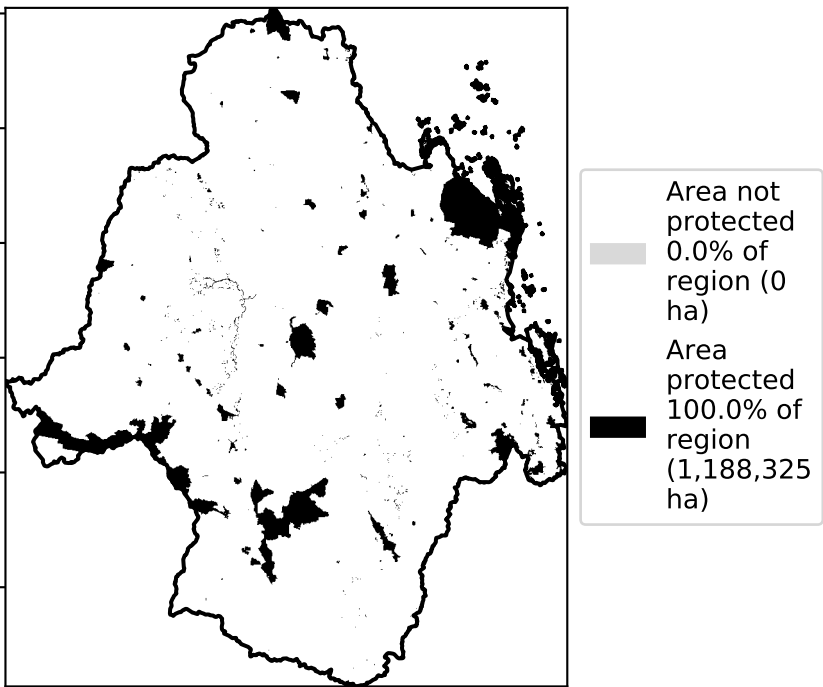 Area not
protected
0.0% of
region (0
ha)
Area
protected
100.0% of
region
(1,188,325
ha)